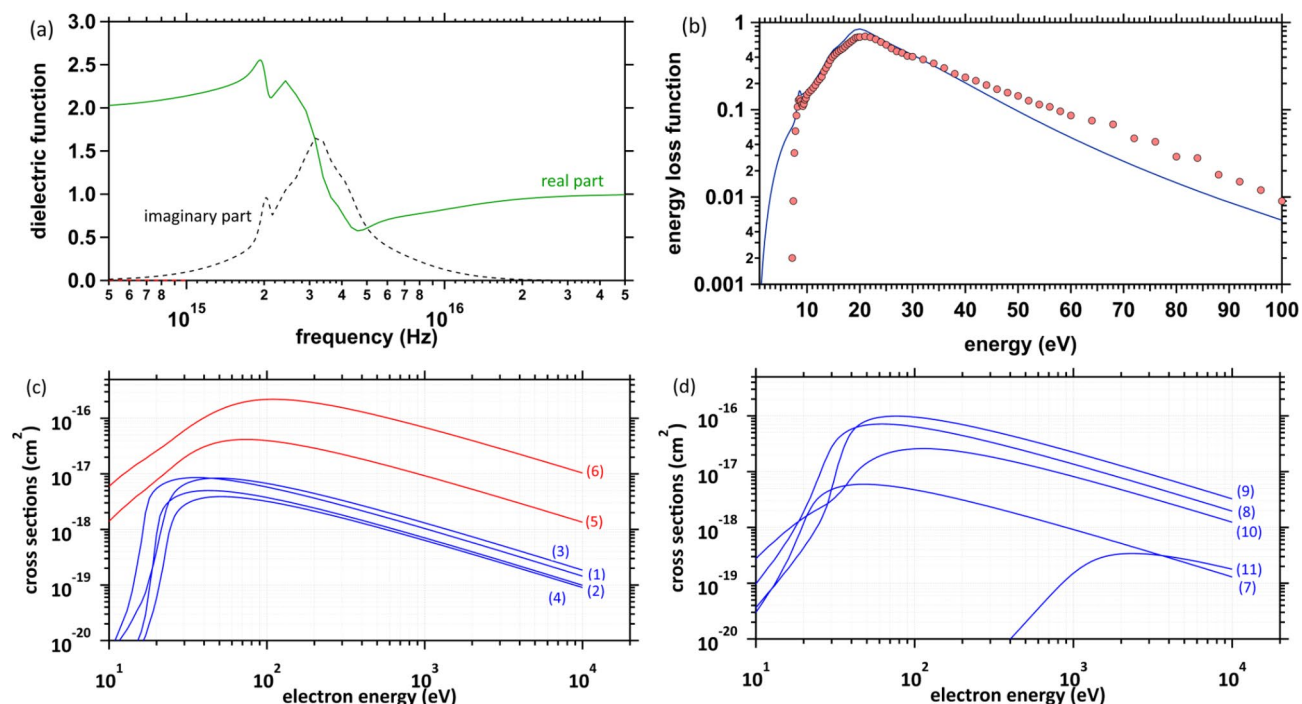 (a)
3.0
2.5
2.0
1.5
1.0
0.5
0.0
dielectric function
real part
imaginary part
5 6 7 8 2 3 4 5 6 7 8 2 3 4 5
10^15 10^16
frequency (Hz)
(b)
1
4
2
0.1
4
2
0.01
4
2
0.001
energy loss function
10 20 30 40 50 60 70 80 90 100
energy (eV)
(c)
10^-16
10^-17
10^-18
10^-19
10^-20
cross sections (cm^2)
(6)
(5)
(3)
(1)
(2)
(4)
10^1 10^2 10^3 10^4
electron energy (eV)
(d)
10^-16
10^-17
10^-18
10^-19
10^-20
cross sections (cm^2)
(9)
(8)
(10)
(11)
(7)
10^1 10^2 10^3 10^4
electron energy (eV)